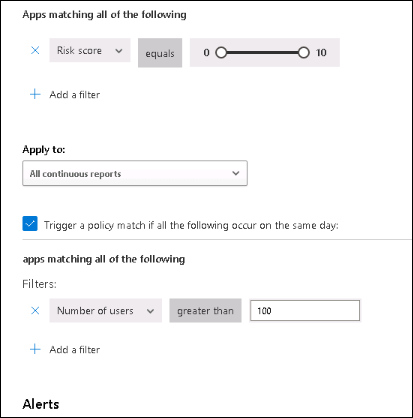 Apps matching all of the following
Risk score equals 0 10
Add a filter
Apply to:
All continuous reports
Trigger a policy match if all the following occur on the same day:
apps matching all of the following
Filters:
Number of users greater than 100
Add a filter
Alerts